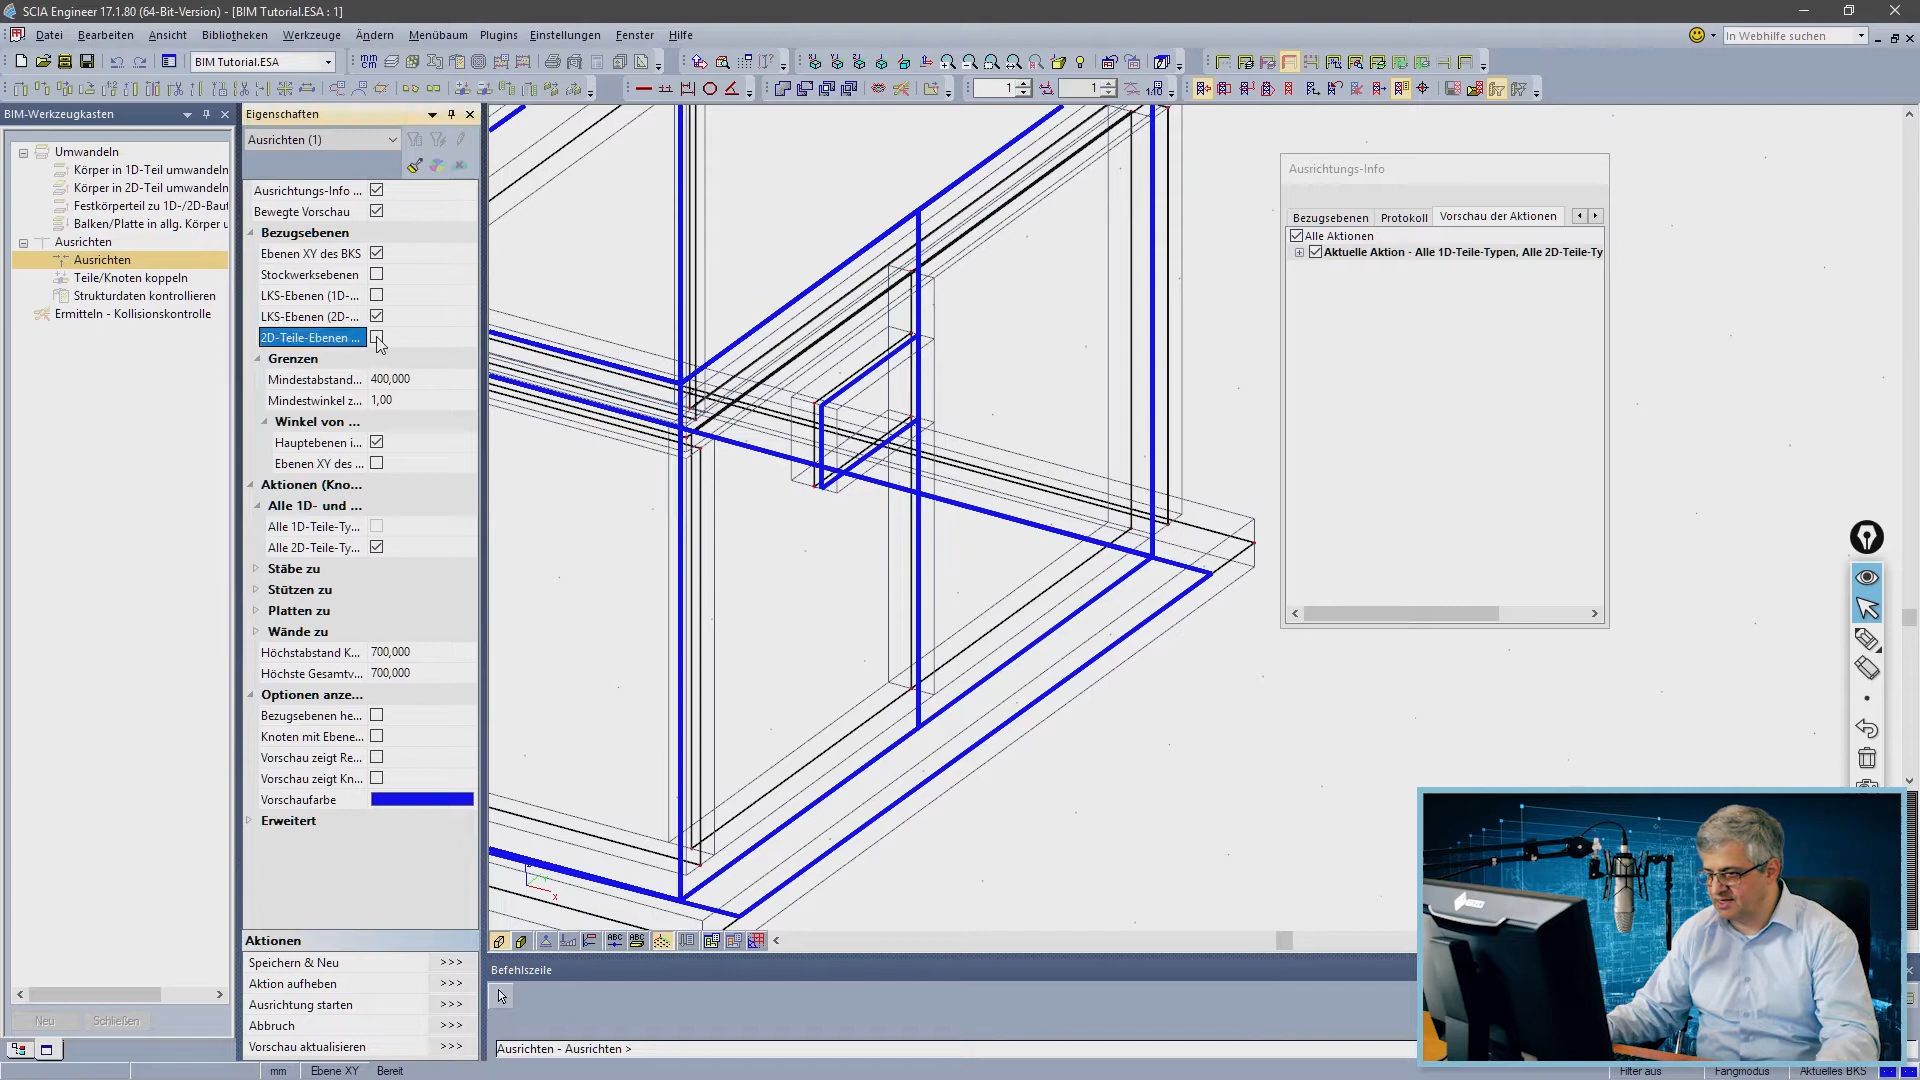 SCIA Engineer 17.1.80 (64-Bit-Version) - [BIM Tutorial.ESA : 1]
Datei Bearbeiten Ansicht Bibliotheken Werkzeuge Ändern Menübaum Plugins Einstellungen Fenster Hilfe
In Webhilfe suchen
BIM Tutorial.ESA
1 1
BIM-Werkzeugkasten
Umwandeln
Körper in 1D-Teil umwandeln
Körper in 2D-Teil umwandeln
Festkörperteil zu 1D-/2D-Baut
Balken/Platte in allg. Körper u
Ausrichten
Ausrichten
Teile/Knoten koppeln
Strukturdaten kontrollieren
Ermitteln - Kollisionskontrolle
Neu Schließen
Eigenschaften
Ausrichten (1)
Ausrichtungs-Info ...
Bewegte Vorschau
Bezugsebenen
Ebenen XY des BKS
Stockwerksebenen
LKS-Ebenen (1D-...
LKS-Ebenen (2D-...
2D-Teile-Ebenen ...
Grenzen
Mindestabstand... 400,000
Mindestwinkel z... 1,00
Winkel von ...
Hauptebenen i...
Ebenen XY des ...
Aktionen (Kno...
Alle 1D- und ...
Alle 1D-Teile-Ty...
Alle 2D-Teile-Ty...
Stäbe zu
Stützen zu
Platten zu
Wände zu
Höchstabstand K... 700,000
Höchste Gesamtv... 700,000
Optionen anze...
Bezugsebenen he...
Knoten mit Ebene...
Vorschau zeigt Re...
Vorschau zeigt Kn...
Vorschaufarbe
Erweitert
Aktionen
Speichern & Neu >>>
Aktion aufheben >>>
Ausrichtung starten >>>
Abbruch >>>
Vorschau aktualisieren >>>
Ausrichtungs-Info
Bezugsebenen Protokoll Vorschau der Aktionen
Alle Aktionen
Aktuelle Aktion - Alle 1D-Teile-Typen, Alle 2D-Teile-Ty
x
Befehlszeile
Ausrichten - Ausrichten >
mm Ebene XY Bereit Filter aus Fangmodus Aktuelles BKS